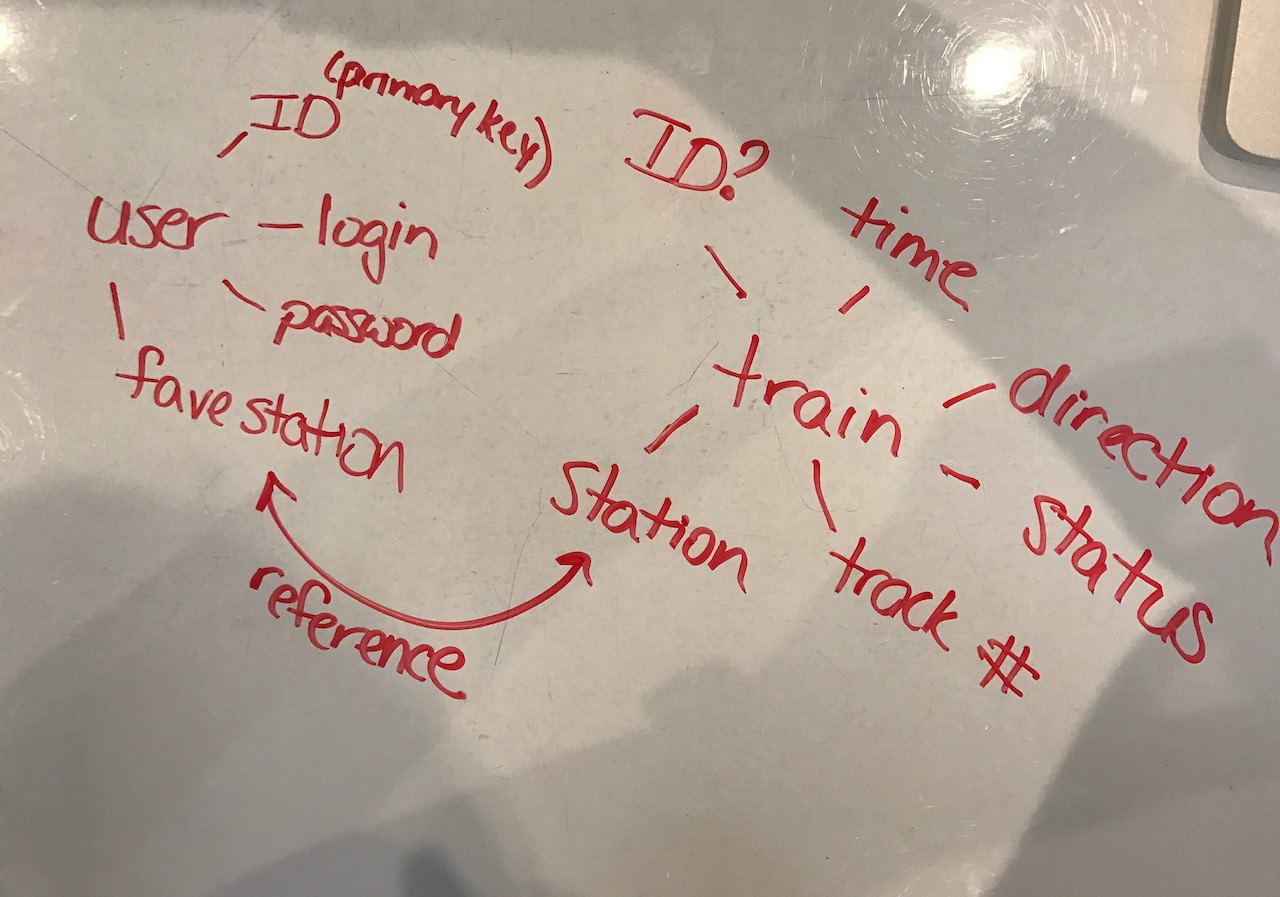 ID (primary key)
user – login
password
fave station
reference
ID?
time
train
direction
station
status
track #